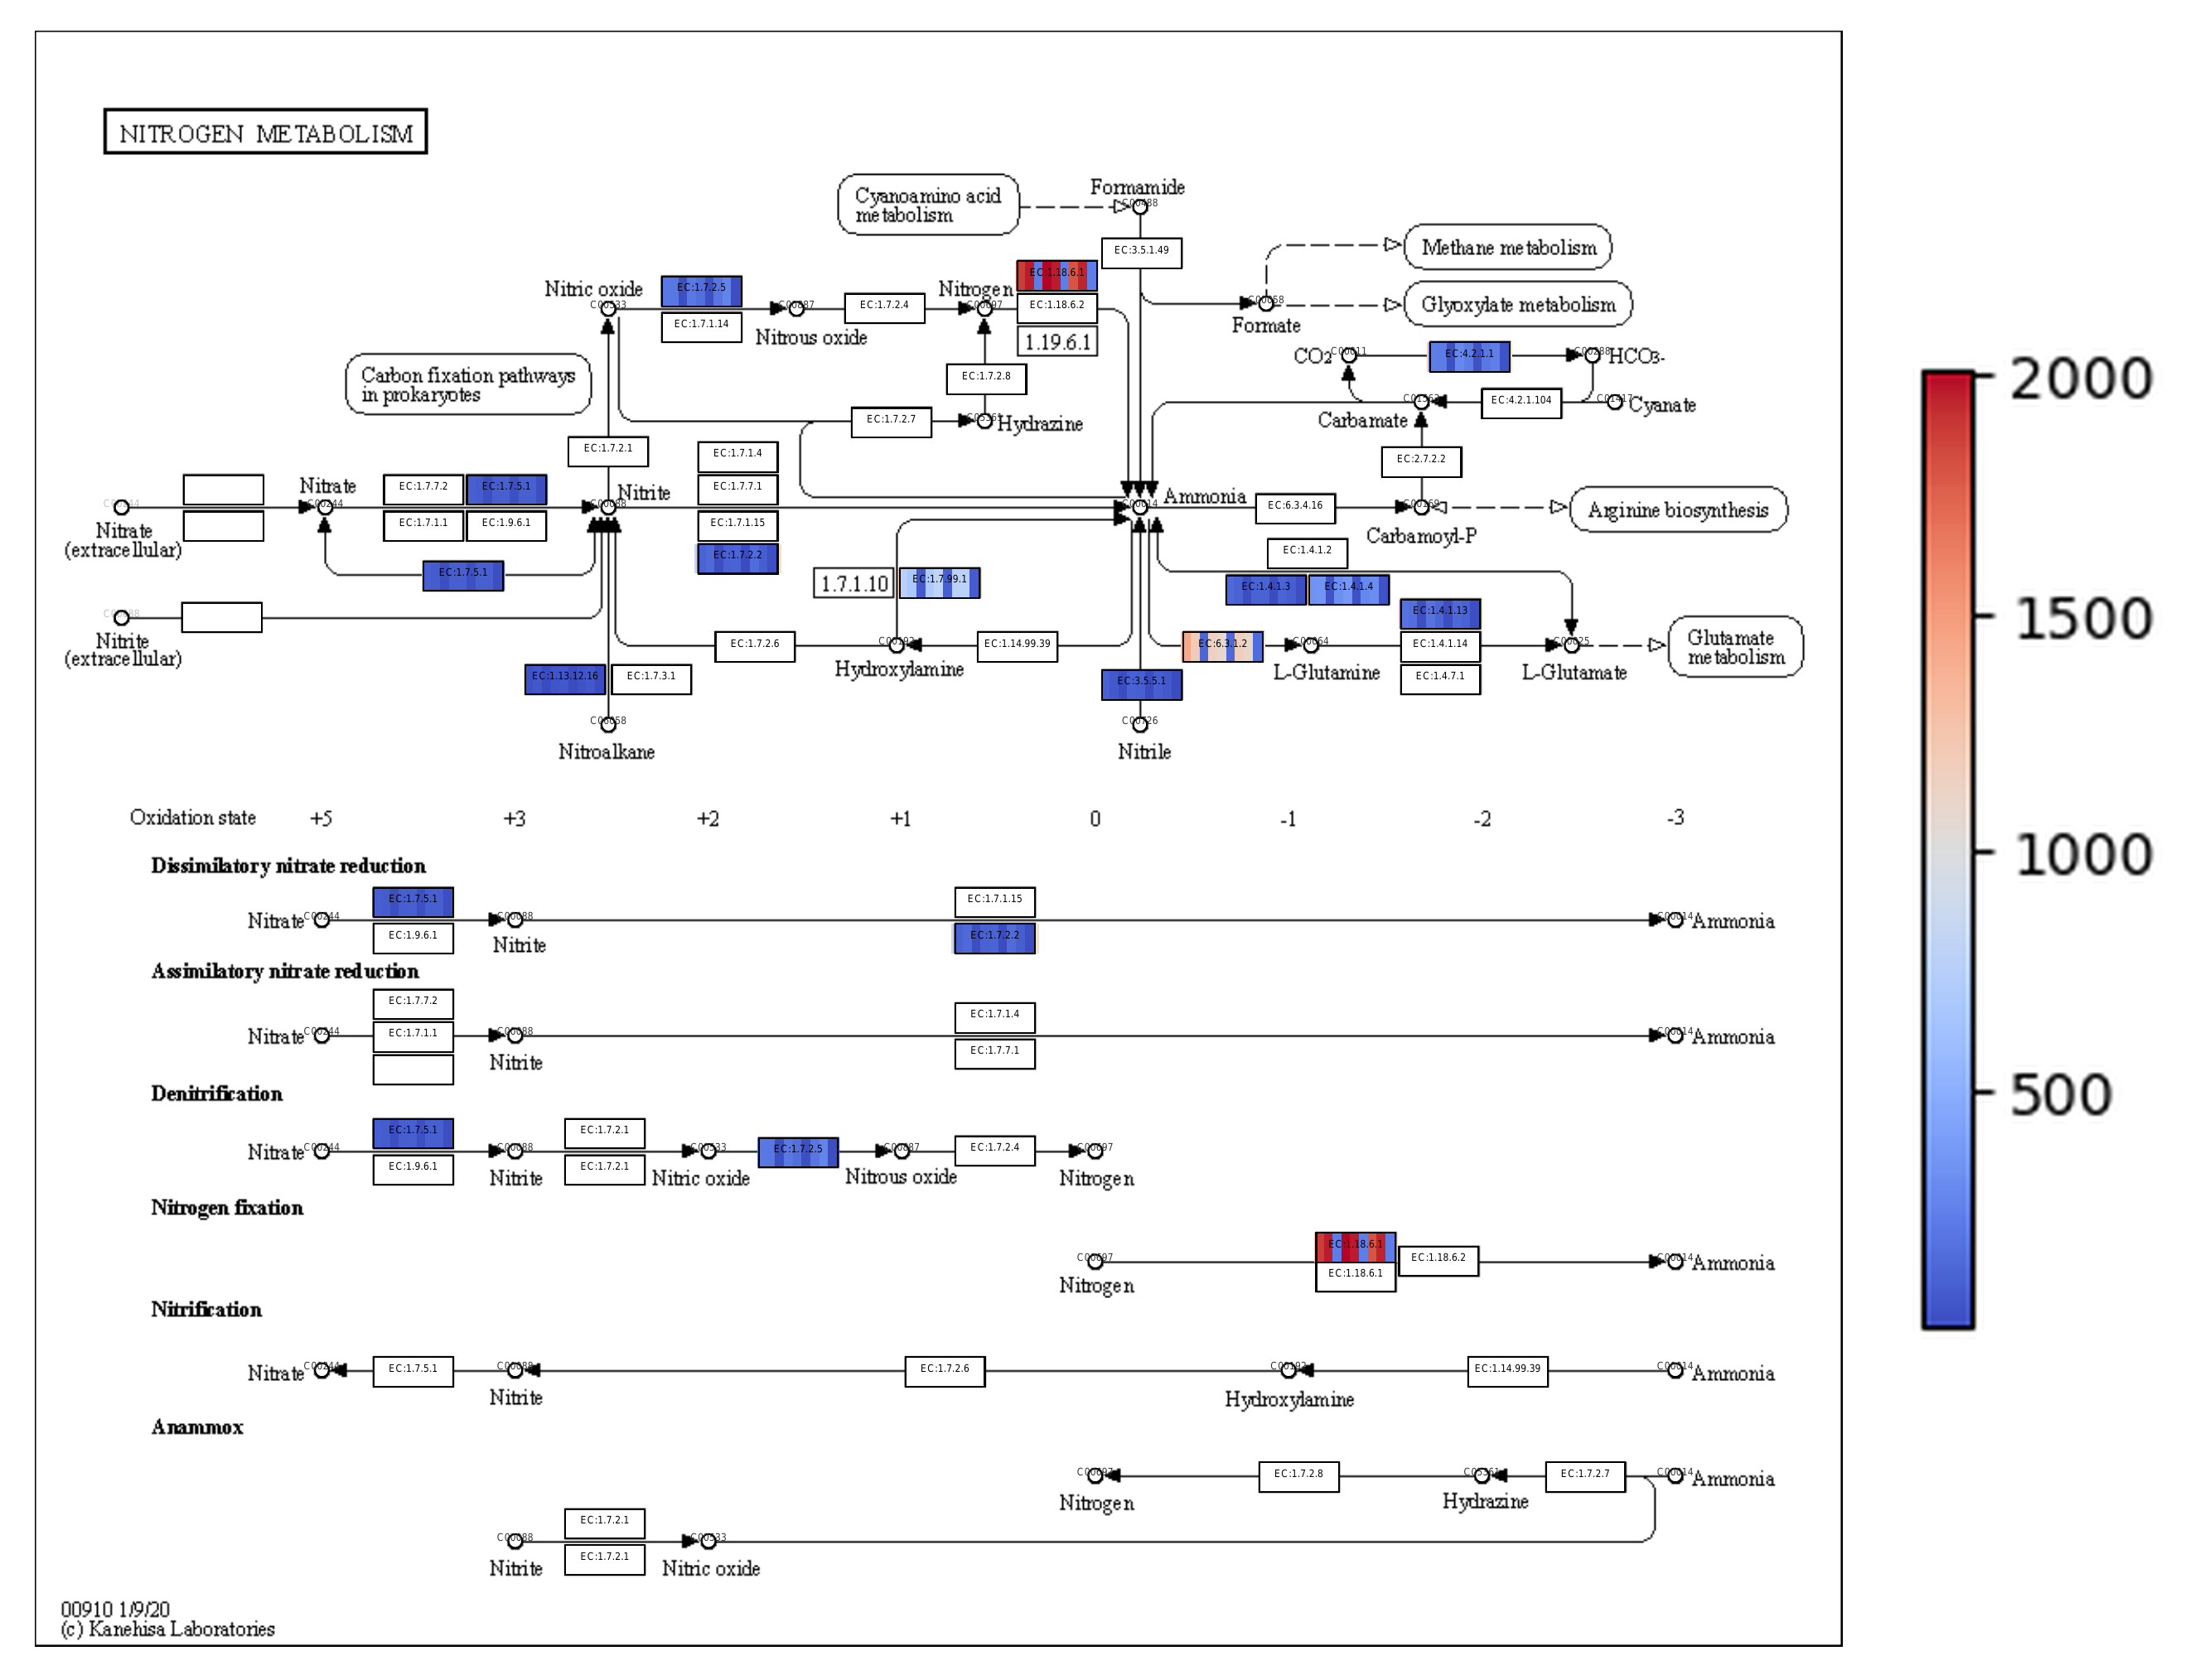 NITROGEN METABOLISM
Cyanoamino acid
metabolism
Formamide
C00488
EC:3.5.1.49
Methane metabolism
Glyoxylate metabolism
Formate
Nitric oxide
C00533
EC:1.7.2.5
EC:1.7.1.14
C00887
Nitrous oxide
EC:1.7.2.4
Nitrogen
C00697
EC:1.18.6.1
EC:1.18.6.2
1.19.6.1
CO2
C00011
EC:4.2.1.1
C00288
HCO3-
Carbon fixation pathways
in prokaryotes
EC:1.7.2.8
EC:1.7.2.7
Hydrazine
Carbamate
EC:4.2.1.104
C01417
Cyanate
EC:1.7.2.1
EC:1.7.1.4
EC:1.7.7.1
EC:1.7.1.15
EC:1.7.2.2
EC:2.7.2.2
Nitrate
(extracellular)
Nitrate
C00244
EC:1.7.7.2
EC:1.7.5.1
EC:1.7.1.1
EC:1.9.6.1
Nitrite
C00088
Ammonia
C00014
EC:6.3.4.16
C00169
Carbamoyl-P
Arginine biosynthesis
EC:1.7.5.1
1.7.1.10
EC:1.7.99.1
EC:1.4.1.2
EC:1.4.1.3
EC:1.4.1.4
EC:1.4.1.13
Nitrite
(extracellular)
EC:1.7.2.6
C00192
Hydroxylamine
EC:1.14.99.39
EC:6.3.1.2
C00064
L-Glutamine
EC:1.4.1.14
EC:1.4.7.1
C00025
L-Glutamate
Glutamate
metabolism
EC:1.13.12.16
EC:1.7.3.1
EC:3.5.5.1
Nitroalkane
C00726
Nitrile
Oxidation state +5 +3 +2 +1 0 -1 -2 -3
Dissimilatory nitrate reduction
Nitrate C00244 EC:1.7.5.1 EC:1.9.6.1 C00088 Nitrite EC:1.7.1.15 EC:1.7.2.2 C00014 Ammonia
Assimilatory nitrate reduction
Nitrate C00244 EC:1.7.7.2 EC:1.7.1.1 C00088 Nitrite EC:1.7.1.4 EC:1.7.7.1 C00014 Ammonia
Denitrification
Nitrate C00244 EC:1.7.5.1 EC:1.9.6.1 C00088 Nitrite EC:1.7.2.1 EC:1.7.2.1 C00533 Nitric oxide EC:1.7.2.5 C00887 Nitrous oxide EC:1.7.2.4 C00697 Nitrogen
Nitrogen fixation
C00697 Nitrogen EC:1.18.6.1 EC:1.18.6.1 EC:1.18.6.2 C00014 Ammonia
Nitrification
Nitrate C00244 EC:1.7.5.1 C00088 Nitrite EC:1.7.2.6 C00192 Hydroxylamine EC:1.14.99.39 C00014 Ammonia
Anammox
C00697 Nitrogen EC:1.7.2.8 Hydrazine EC:1.7.2.7 C00014 Ammonia
C00088 Nitrite EC:1.7.2.1 EC:1.7.2.1 C00533 Nitric oxide
00910 1/9/20
(c) Kanehisa Laboratories
2000
1500
1000
500